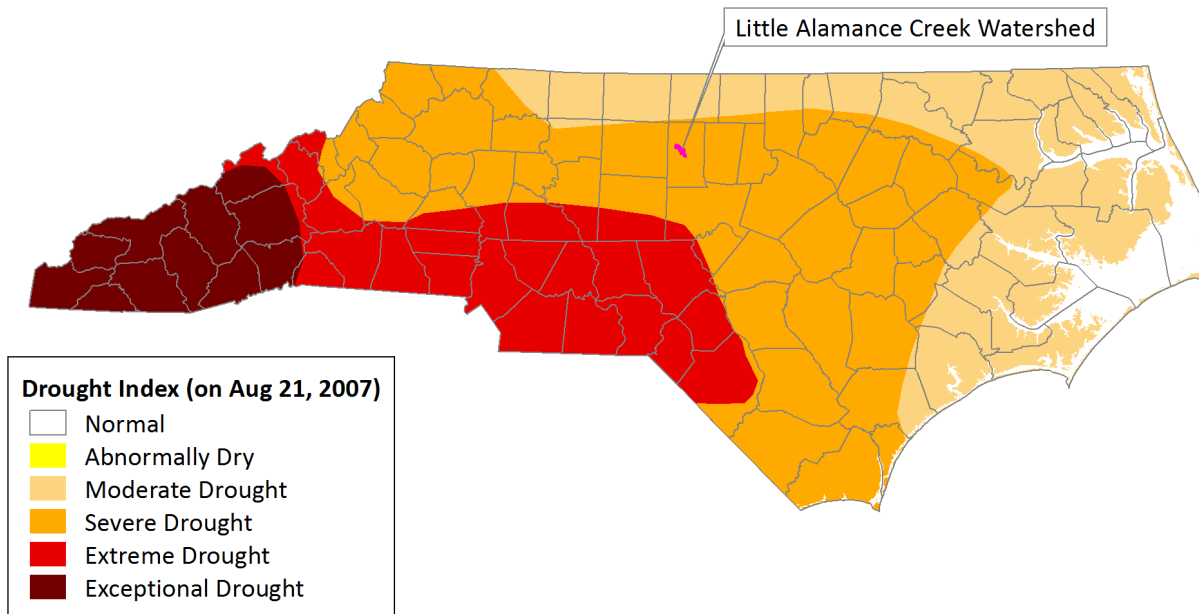 Little Alamance Creek Watershed
Drought Index (on Aug 21, 2007)
Normal
Abnormally Dry
Moderate Drought
Severe Drought
Extreme Drought
Exceptional Drought